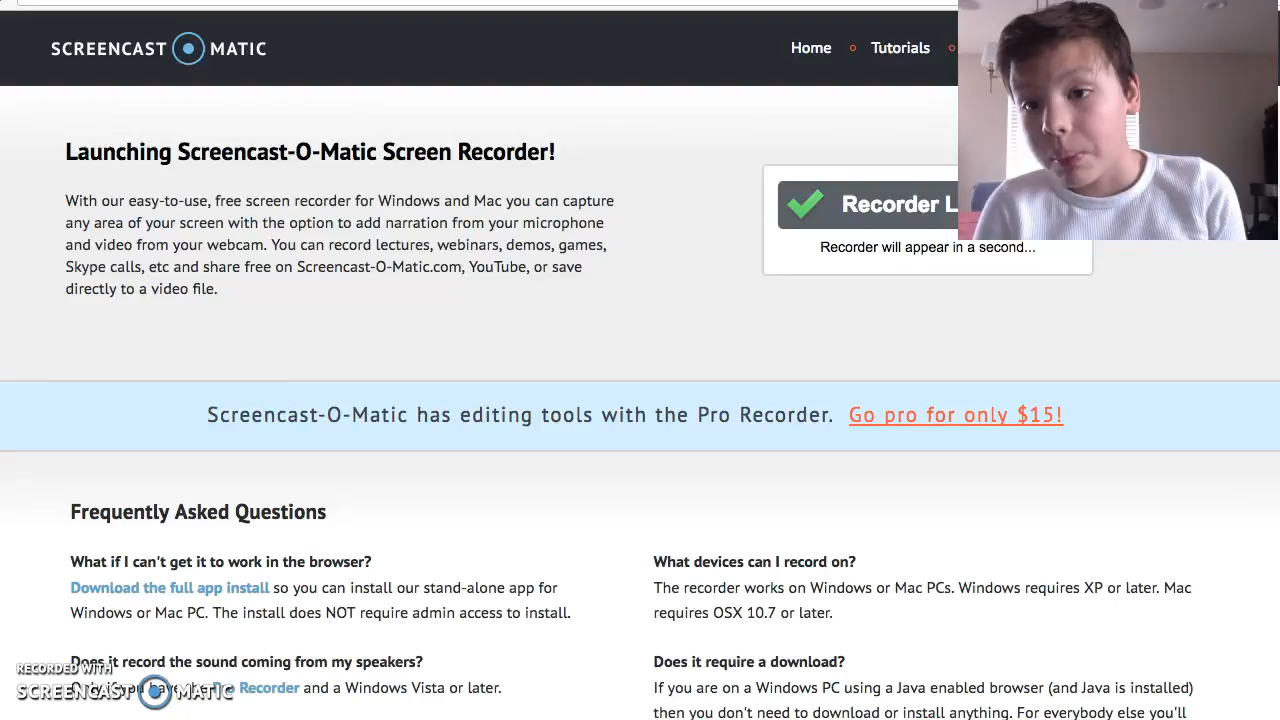 SCREENCAST MATIC
Home Tutorials
Launching Screencast-O-Matic Screen Recorder!
With our easy-to-use, free screen recorder for Windows and Mac you can capture
any area of your screen with the option to add narration from your microphone
and video from your webcam. You can record lectures, webinars, demos, games,
Skype calls, etc and share free on Screencast-O-Matic.com, YouTube, or save
directly to a video file.
Recorder L
Recorder will appear in a second...
Screencast-O-Matic has editing tools with the Pro Recorder. Go pro for only $15!
Frequently Asked Questions
What if I can't get it to work in the browser?
Download the full app install so you can install our stand-alone app for
Windows or Mac PC. The install does NOT require admin access to install.
Does it record the sound coming from my speakers?
Recorder and a Windows Vista or later.
What devices can I record on?
The recorder works on Windows or Mac PCs. Windows requires XP or later. Mac
requires OSX 10.7 or later.
Does it require a download?
If you are on a Windows PC using a Java enabled browser (and Java is installed)
then you don't need to download or install anything. For everybody else you'll
RECORDED WITH
SCREENCAST MATIC